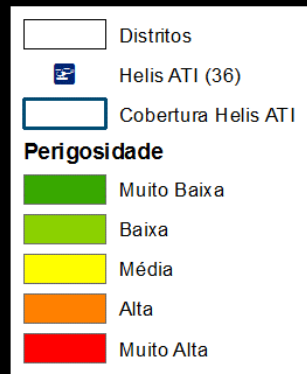 Distritos
Helis ATI (36)
Cobertura Helis ATI
Perigosidade
Muito Baixa
Baixa
Média
Alta
Muito Alta